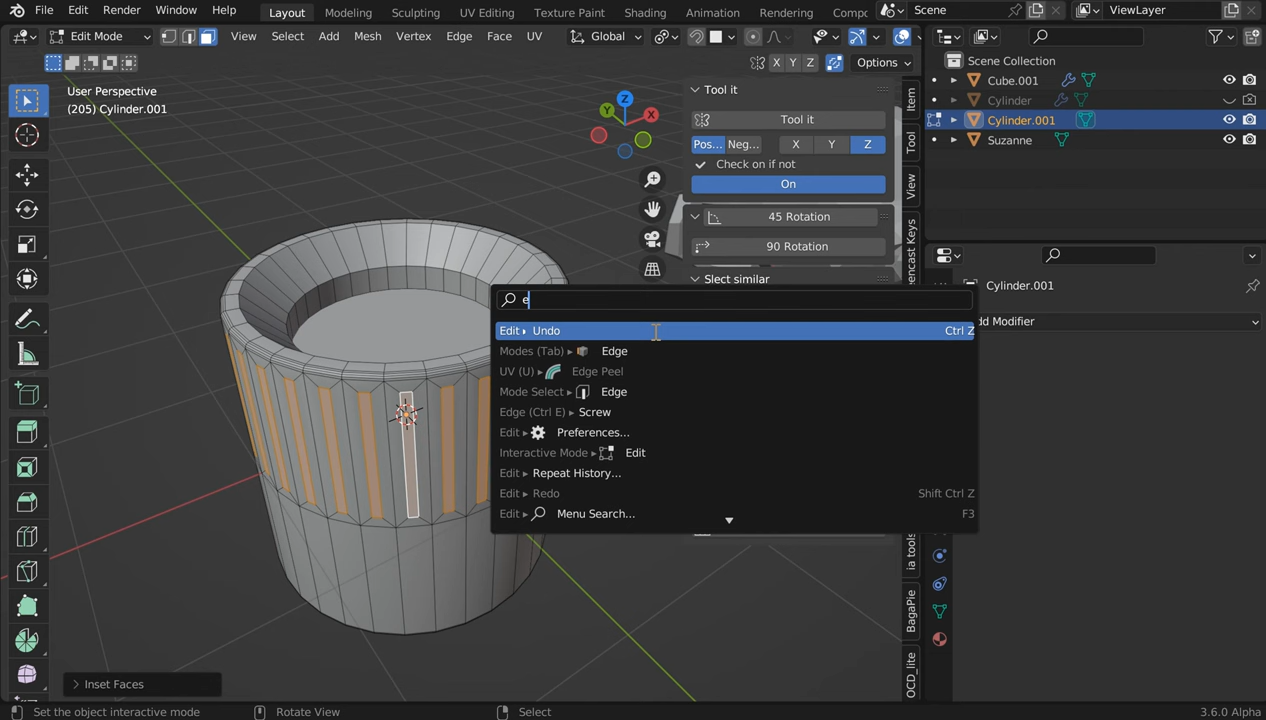 File Edit Render Window Help Layout Modeling Sculpting UV Editing Texture Paint Shading Animation Rendering Compo Scene ViewLayer
Edit Mode View Select Add Mesh Vertex Edge Face UV Global
X Y Z Options
User Perspective
(205) Cylinder.001
Z
Y
X
Tool it
Tool it
Pos... Neg... X Y Z
Check on if not
On
45 Rotation
90 Rotation
Slect similar
Item
Tool
View
Screencast Keys
ia tools
BagaPie
OCD_lite
Scene Collection
Cube.001
Cylinder
Cylinder.001
Suzanne
Cylinder.001
dd Modifier
e
Edit Undo Ctrl Z
Modes (Tab) Edge
UV (U) Edge Peel
Mode Select Edge
Edge (Ctrl E) Screw
Edit Preferences...
Interactive Mode Edit
Edit Repeat History...
Edit Redo Shift Ctrl Z
Edit Menu Search... F3
Inset Faces
Set the object interactive mode Rotate View Select 3.6.0 Alpha